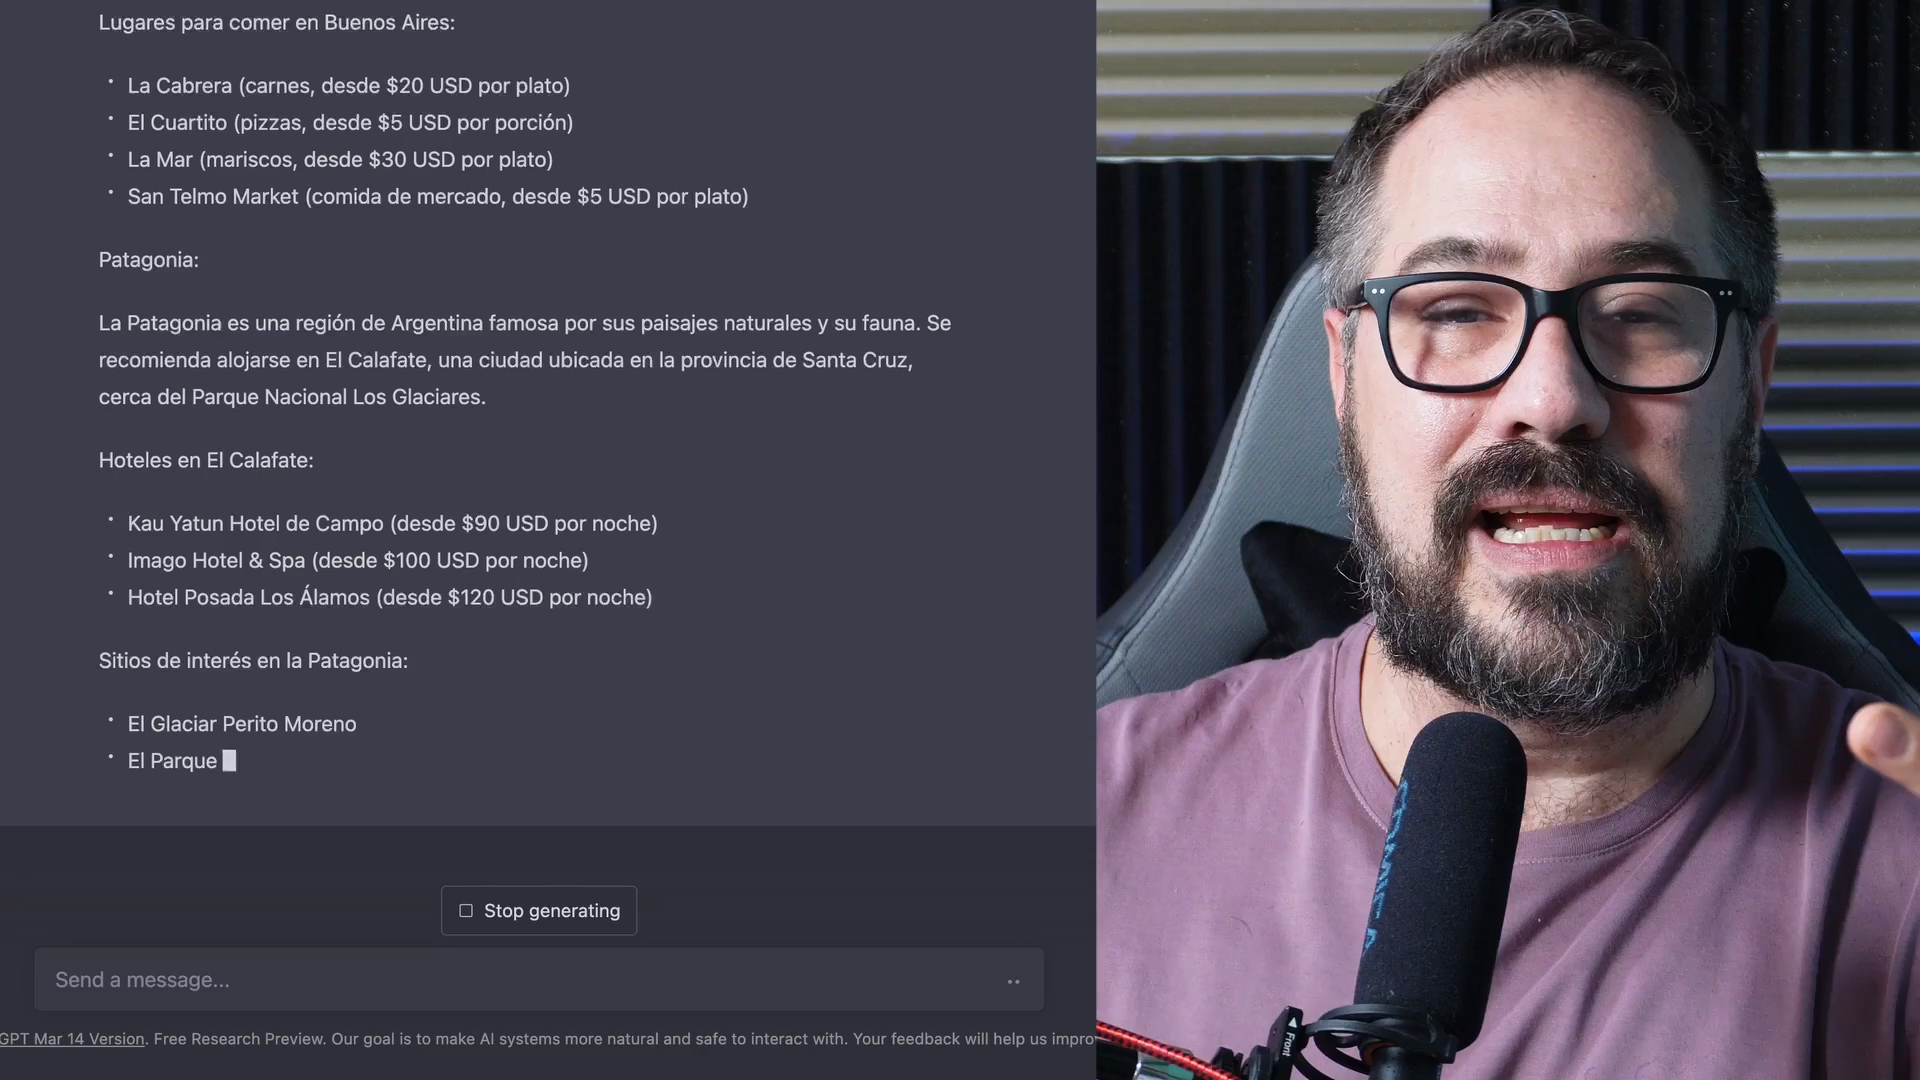 Lugares para comer en Buenos Aires:
La Cabrera (carnes, desde $20 USD por plato)
El Cuartito (pizzas, desde $5 USD por porción)
La Mar (mariscos, desde $30 USD por plato)
San Telmo Market (comida de mercado, desde $5 USD por plato)
Patagonia:
La Patagonia es una región de Argentina famosa por sus paisajes naturales y su fauna. Se
recomienda alojarse en El Calafate, una ciudad ubicada en la provincia de Santa Cruz,
cerca del Parque Nacional Los Glaciares.
Hoteles en El Calafate:
Kau Yatun Hotel de Campo (desde $90 USD por noche)
Imago Hotel & Spa (desde $100 USD por noche)
Hotel Posada Los Álamos (desde $120 USD por noche)
Sitios de interés en la Patagonia:
El Glaciar Perito Moreno
El Parque
Stop generating
Send a message...
GPT Mar 14 Version. Free Research Preview. Our goal is to make AI systems more natural and safe to interact with. Your feedback will help us impro
Front